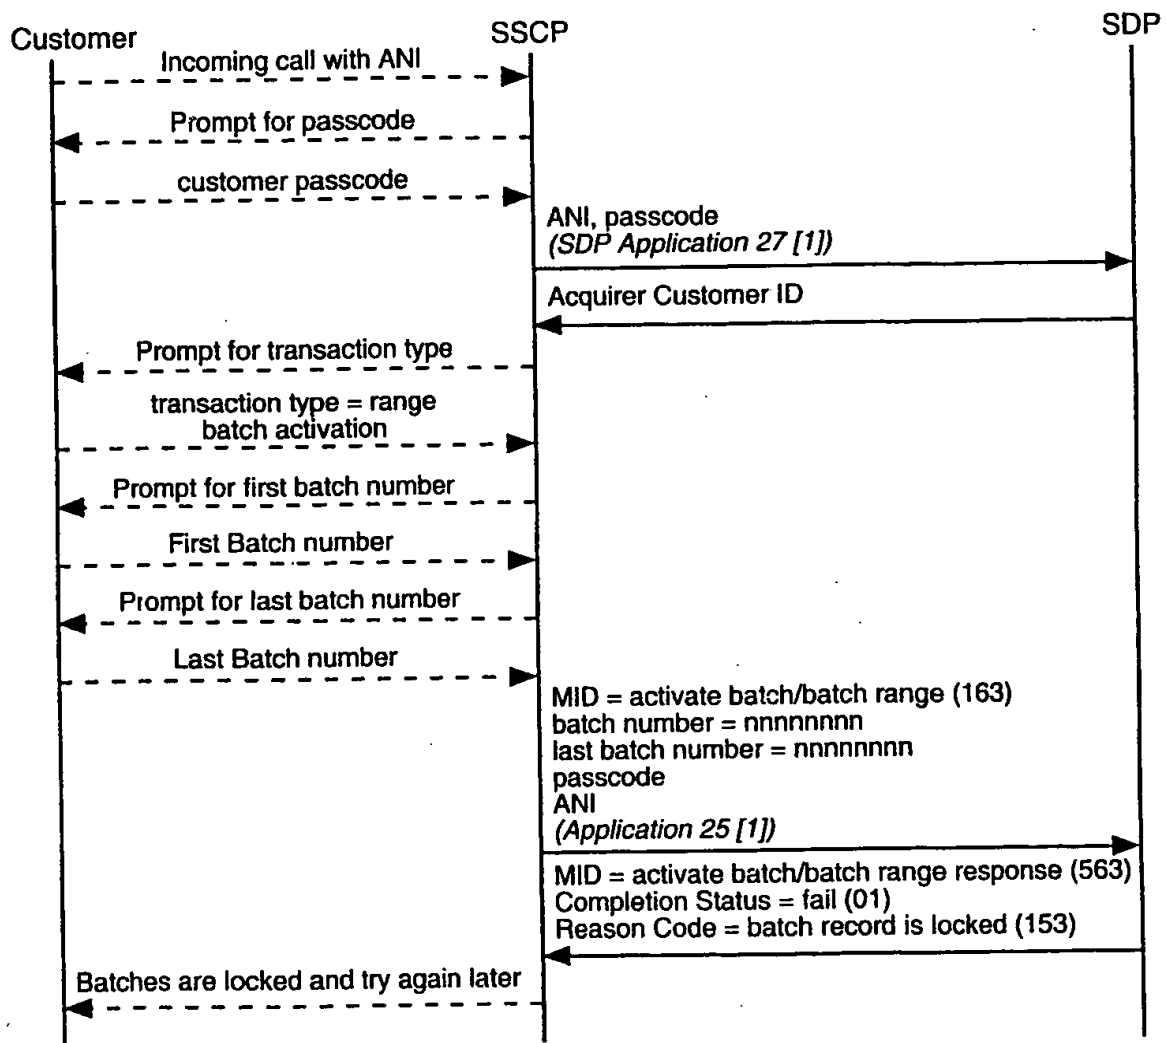 Customer
SSCP
SDP
Incoming call with ANI
Prompt for passcode
customer passcode
ANI, passcode
(SDP Application 27 [1])
Acquirer Customer ID
Prompt for transaction type
transaction type = range
batch activation
Prompt for first batch number
First Batch number
Prompt for last batch number
Last Batch number
MID = activate batch/batch range (163)
batch number = nnnnnnnn
last batch number = nnnnnnnn
passcode
ANI
(Application 25 [1])
MID = activate batch/batch range response (563)
Completion Status = fail (01)
Reason Code = batch record is locked (153)
Batches are locked and try again later